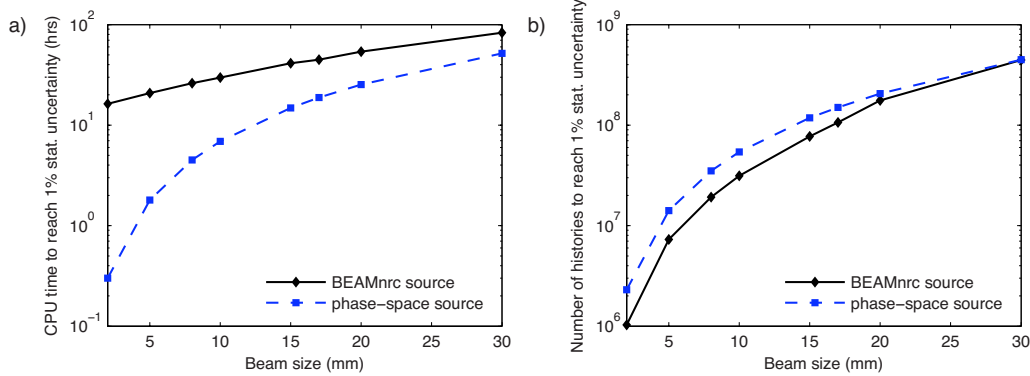 a)
CPU time to reach 1% stat. uncertainty (hrs)
10^2
10^1
10^0
10^−1
5
10
15
20
25
30
Beam size (mm)
BEAMnrc source
phase−space source
b)
Number of histories to reach 1% stat. uncertainty
10^9
10^8
10^7
10^6
5
10
15
20
25
30
Beam size (mm)
BEAMnrc source
phase−space source